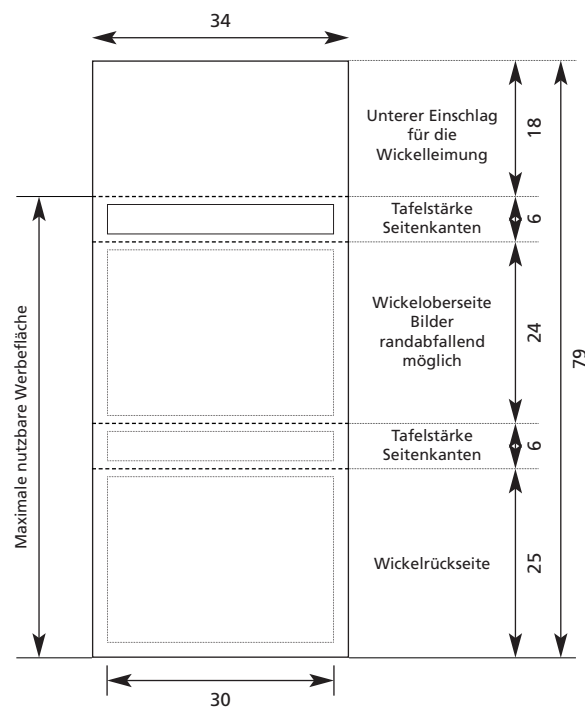 34
Unterer Einschlag
für die
Wickelleimung
18
Tafelstärke
Seitenkanten
6
Wickeloberseite
Bilder
randabfallend
möglich
24
79
Maximale nutzbare Werbefläche
Tafelstärke
Seitenkanten
6
Wickelrückseite
25
30